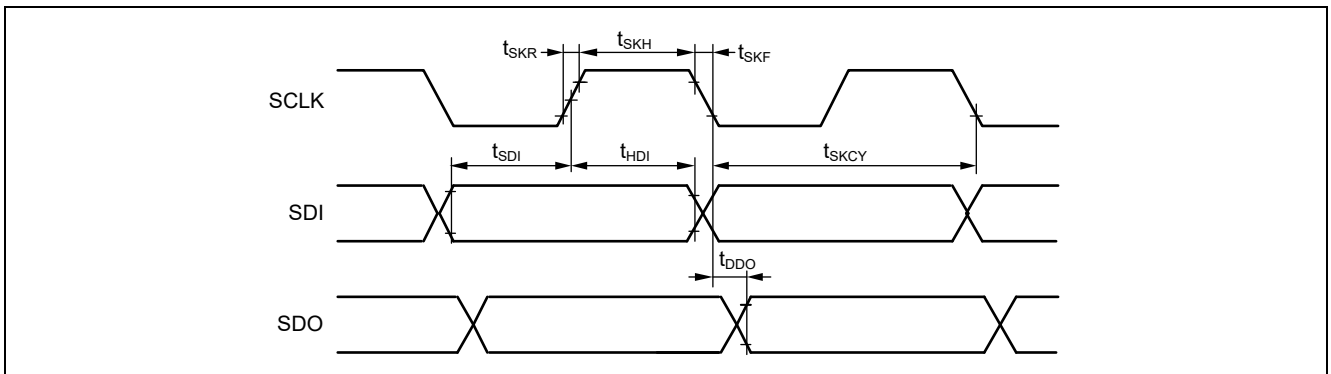 tSKR tSKH tSKF
SCLK
tSDI tHDI tSKCY
SDI
tDDO
SDO